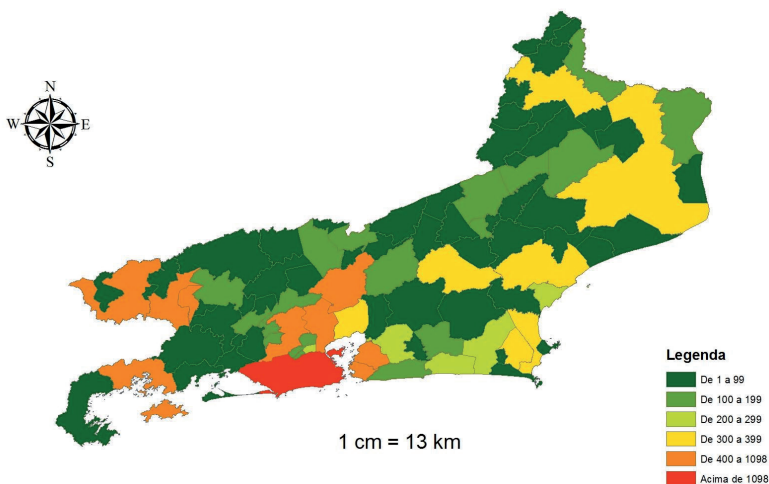 N
W E
S
Legenda
De 1 a 99
De 100 a 199
De 200 a 299
De 300 a 399
De 400 a 1098
Acima de 1098
1 cm = 13 km